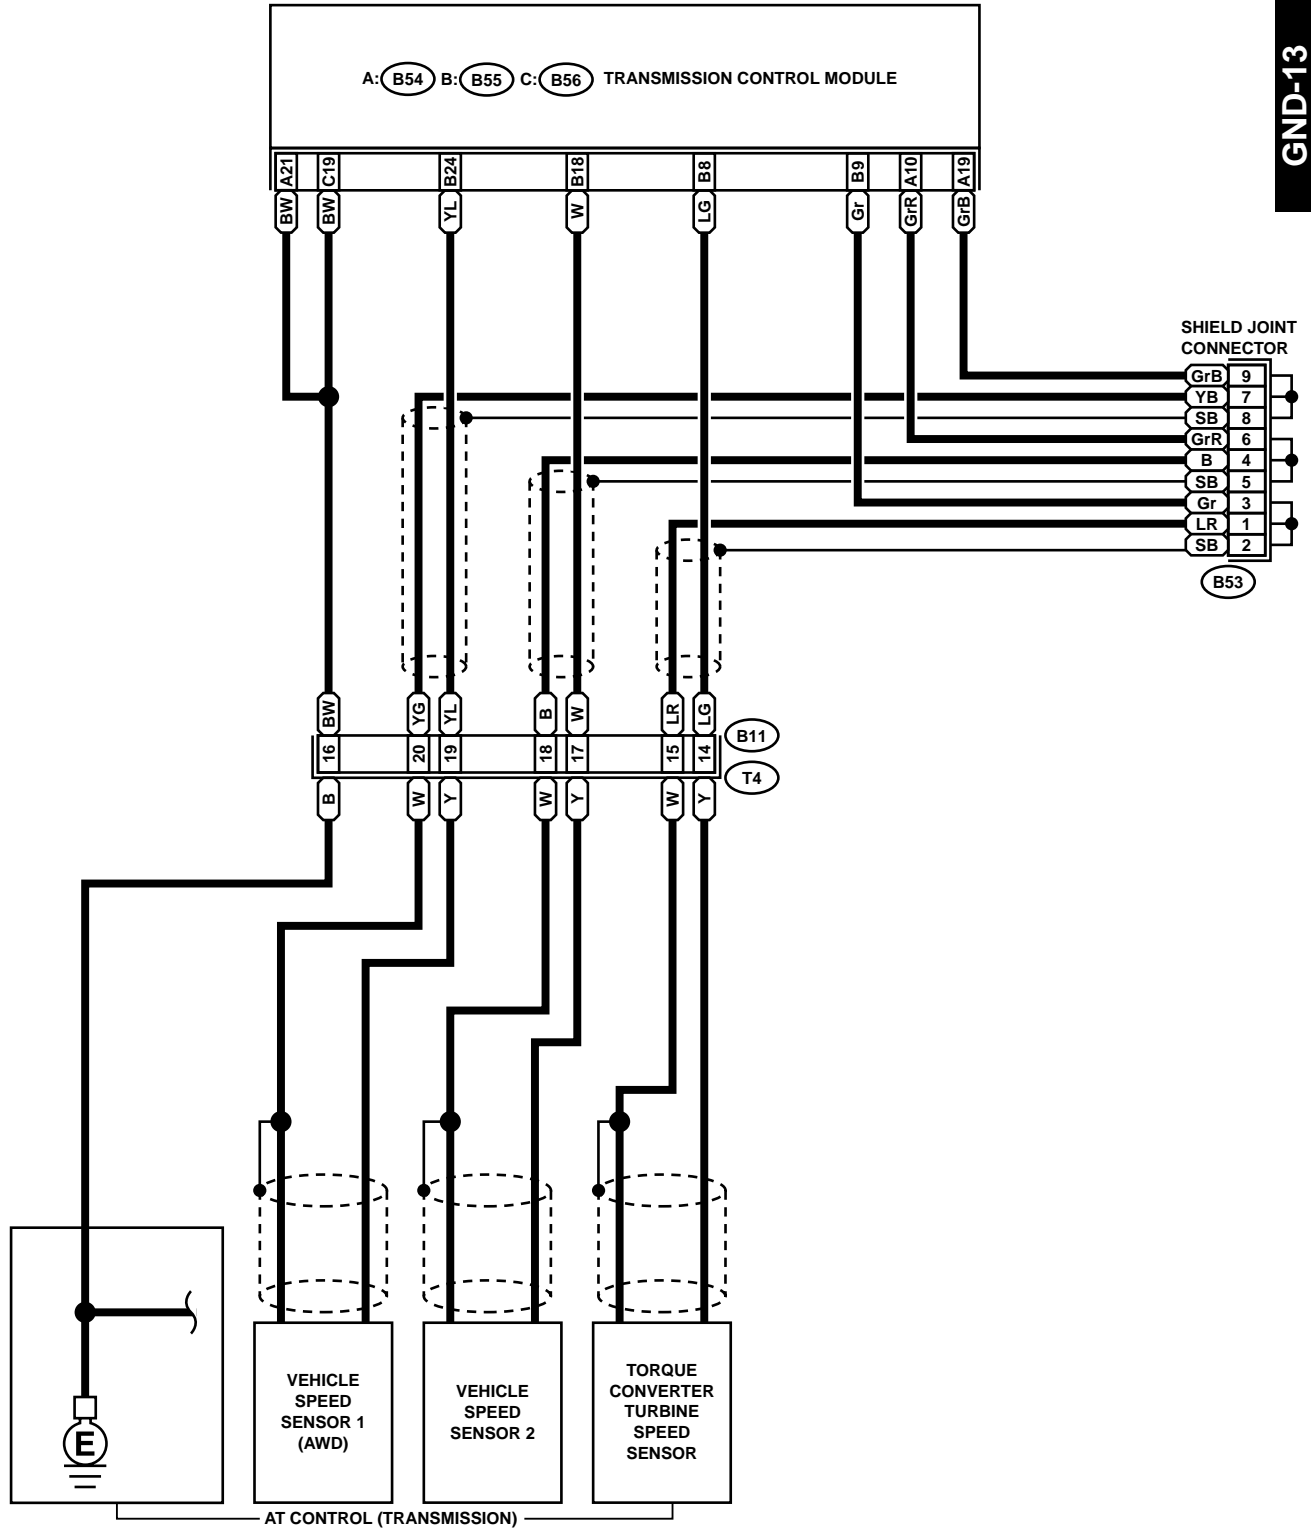 GND-13
A: B54 B: B55 C: B56 TRANSMISSION CONTROL MODULE
A21 C19 B24 B18 B8 B9 A10 A19
BW BW YL W LG Gr GrR GrB
SHIELD JOINT
CONNECTOR
GrB 9
YB 7
SB 8
GrR 6
B 4
SB 5
Gr 3
LR 1
SB 2
B53
BW YG YL B W LR LG
B11
16 20 19 18 17 15 14
T4
B W Y W Y W Y
VEHICLE
SPEED
SENSOR 1
(AWD)
VEHICLE
SPEED
SENSOR 2
TORQUE
CONVERTER
TURBINE
SPEED
SENSOR
E
AT CONTROL (TRANSMISSION)